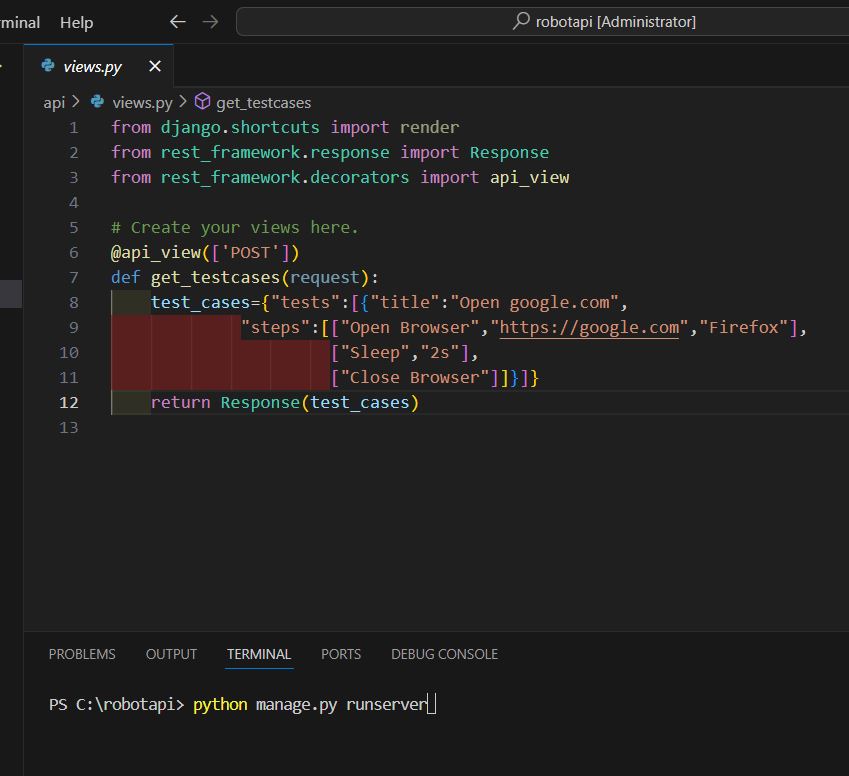 minal Help robotapi [Administrator]
views.py
api > views.py > get_testcases
1 from django.shortcuts import render
2 from rest_framework.response import Response
3 from rest_framework.decorators import api_view
4
5 # Create your views here.
6 @api_view(['POST'])
7 def get_testcases(request):
8 test_cases={"tests":[{"title":"Open google.com",
9 "steps":[["Open Browser","https://google.com","Firefox"],
10 ["Sleep","2s"],
11 ["Close Browser"]]}]}
12 return Response(test_cases)
13
PROBLEMS OUTPUT TERMINAL PORTS DEBUG CONSOLE
PS C:\robotapi> python manage.py runserver